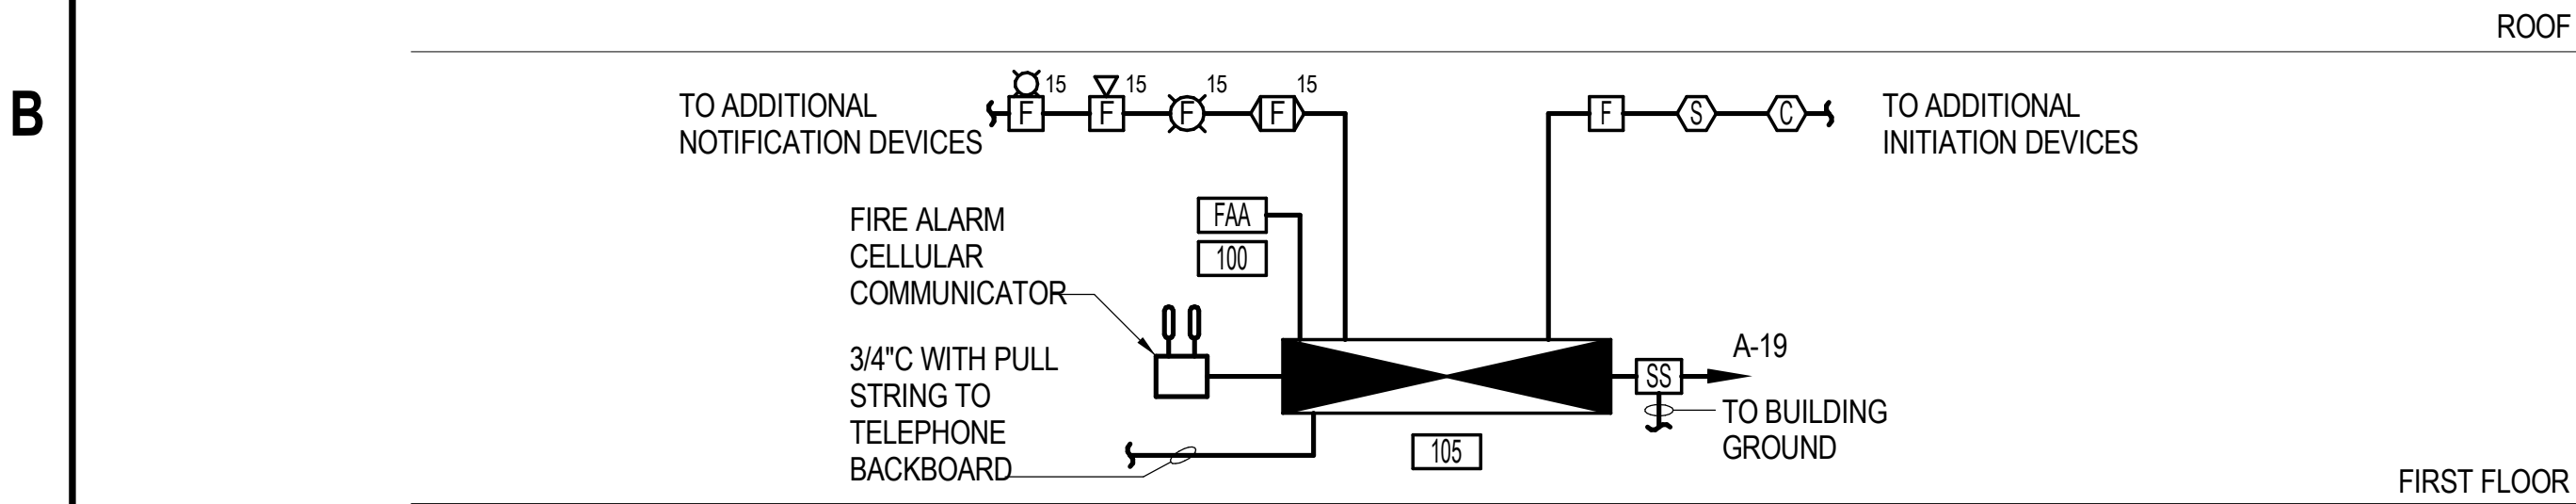 ROOF
B
TO ADDITIONAL
NOTIFICATION DEVICES
F 15
F 15
F 15
F 15
F
S
C
TO ADDITIONAL
INITIATION DEVICES
FIRE ALARM
CELLULAR
COMMUNICATOR
FAA
100
3/4"C WITH PULL
STRING TO
TELEPHONE
BACKBOARD
105
SS
A-19
TO BUILDING
GROUND
FIRST FLOOR